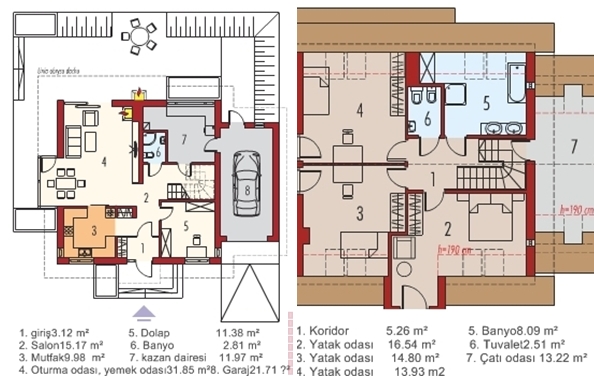 Linia obrysu dachu
4
7
6
8
2
3
1
5
1. giriş3.12 m² 5. Dolap 11.38 m²
2. Salon15.17 m² 6. Banyo 2.81 m²
3. Mutfak9.98 m² 7. kazan dairesi 11.97 m²
4. Oturma odası, yemek odası31.85 m²8. Garaj21.71 ?²
4
6
5
7
1
3
2
h=190 cm
h=190 cm
1. Koridor 5.26 m² 5. Banyo8.09 m²
2. Yatak odası 16.54 m² 6. Tuvalet2.51 m²
3. Yatak odası 14.80 m² 7. Çatı odası 13.22 m²
4. Yatak odası 13.93 m2